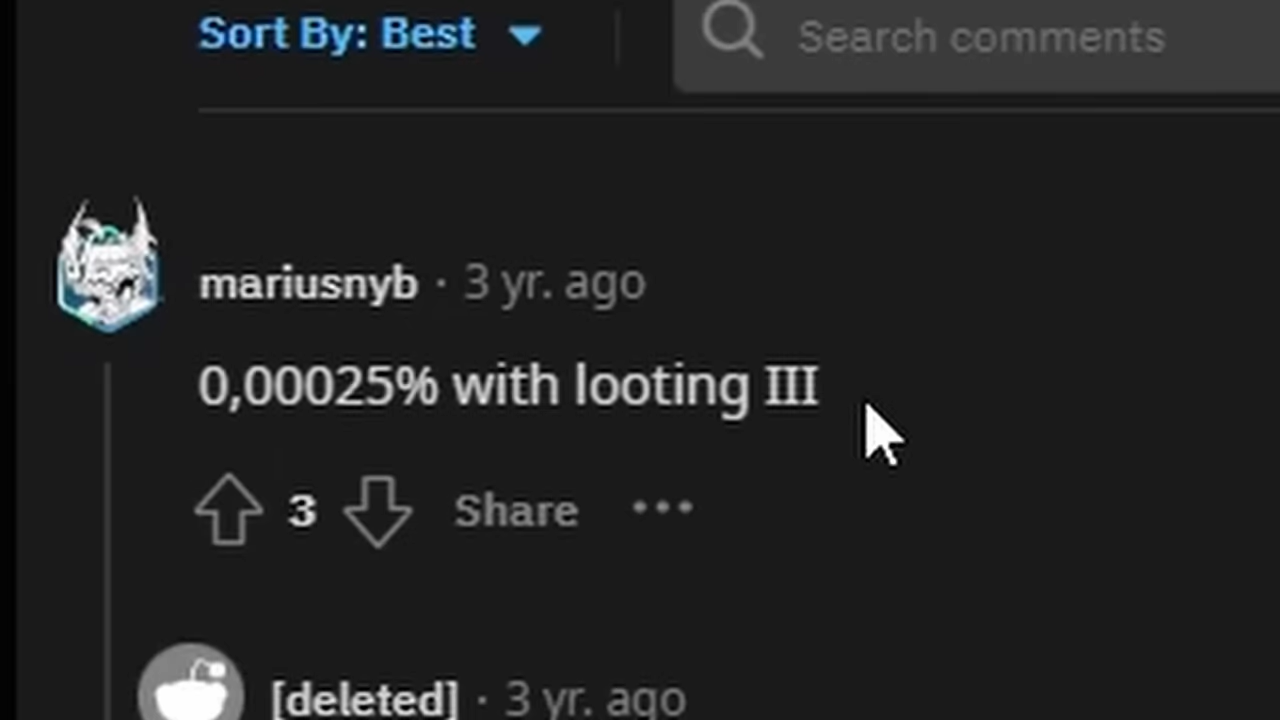 Sort By: Best
Search comments
mariusnyb · 3 yr. ago
0,00025% with looting III
3 Share •••
[deleted] · 3 yr. ago